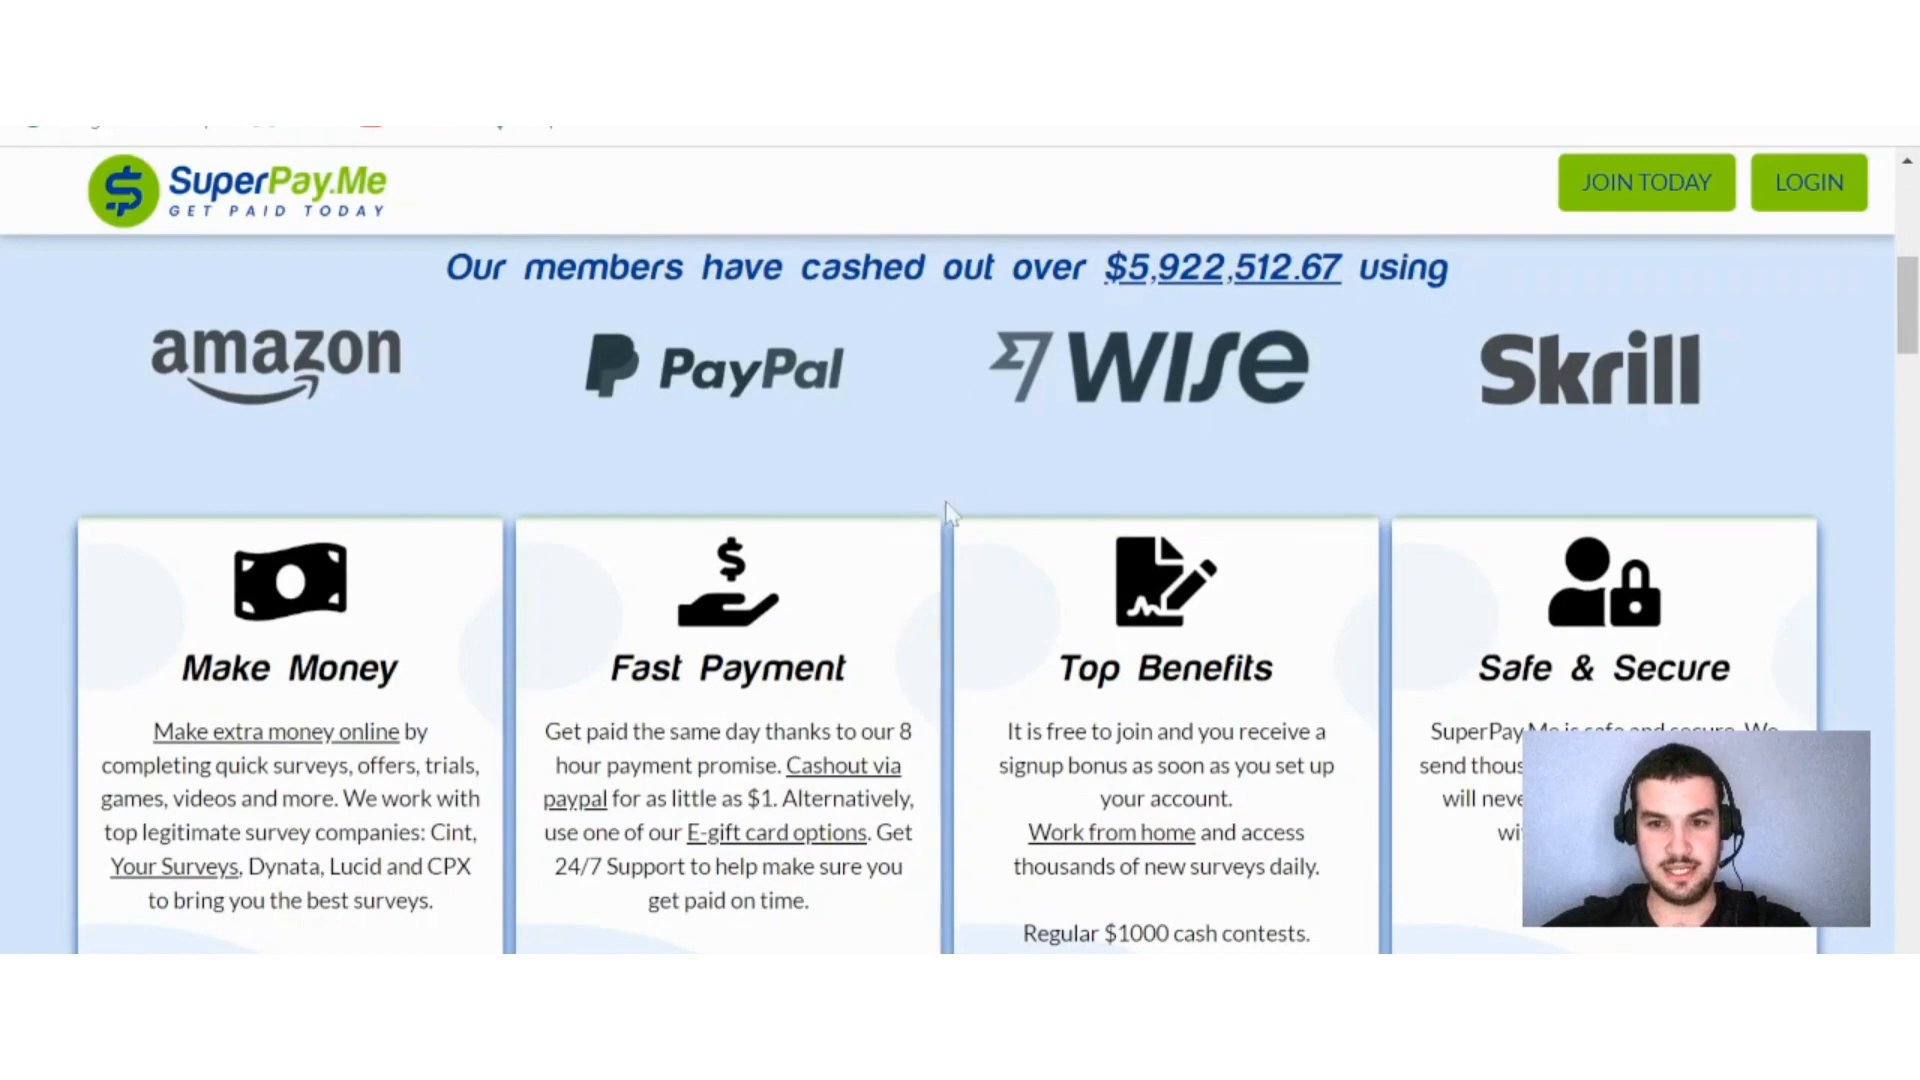 SuperPay.Me
GET PAID TODAY
JOIN TODAY
LOGIN
Our members have cashed out over $5,922,512.67 using
amazon
PayPal
WISE
Skrill
Make Money
Make extra money online by
completing quick surveys, offers, trials,
games, videos and more. We work with
top legitimate survey companies: Cint,
Your Surveys, Dynata, Lucid and CPX
to bring you the best surveys.
Fast Payment
Get paid the same day thanks to our 8
hour payment promise. Cashout via
paypal for as little as $1. Alternatively,
use one of our E-gift card options. Get
24/7 Support to help make sure you
get paid on time.
Top Benefits
It is free to join and you receive a
signup bonus as soon as you set up
your account.
Work from home and access
thousands of new surveys daily.
Regular $1000 cash contests.
Safe & Secure
SuperPay.Me is safe and secure. We
send
will